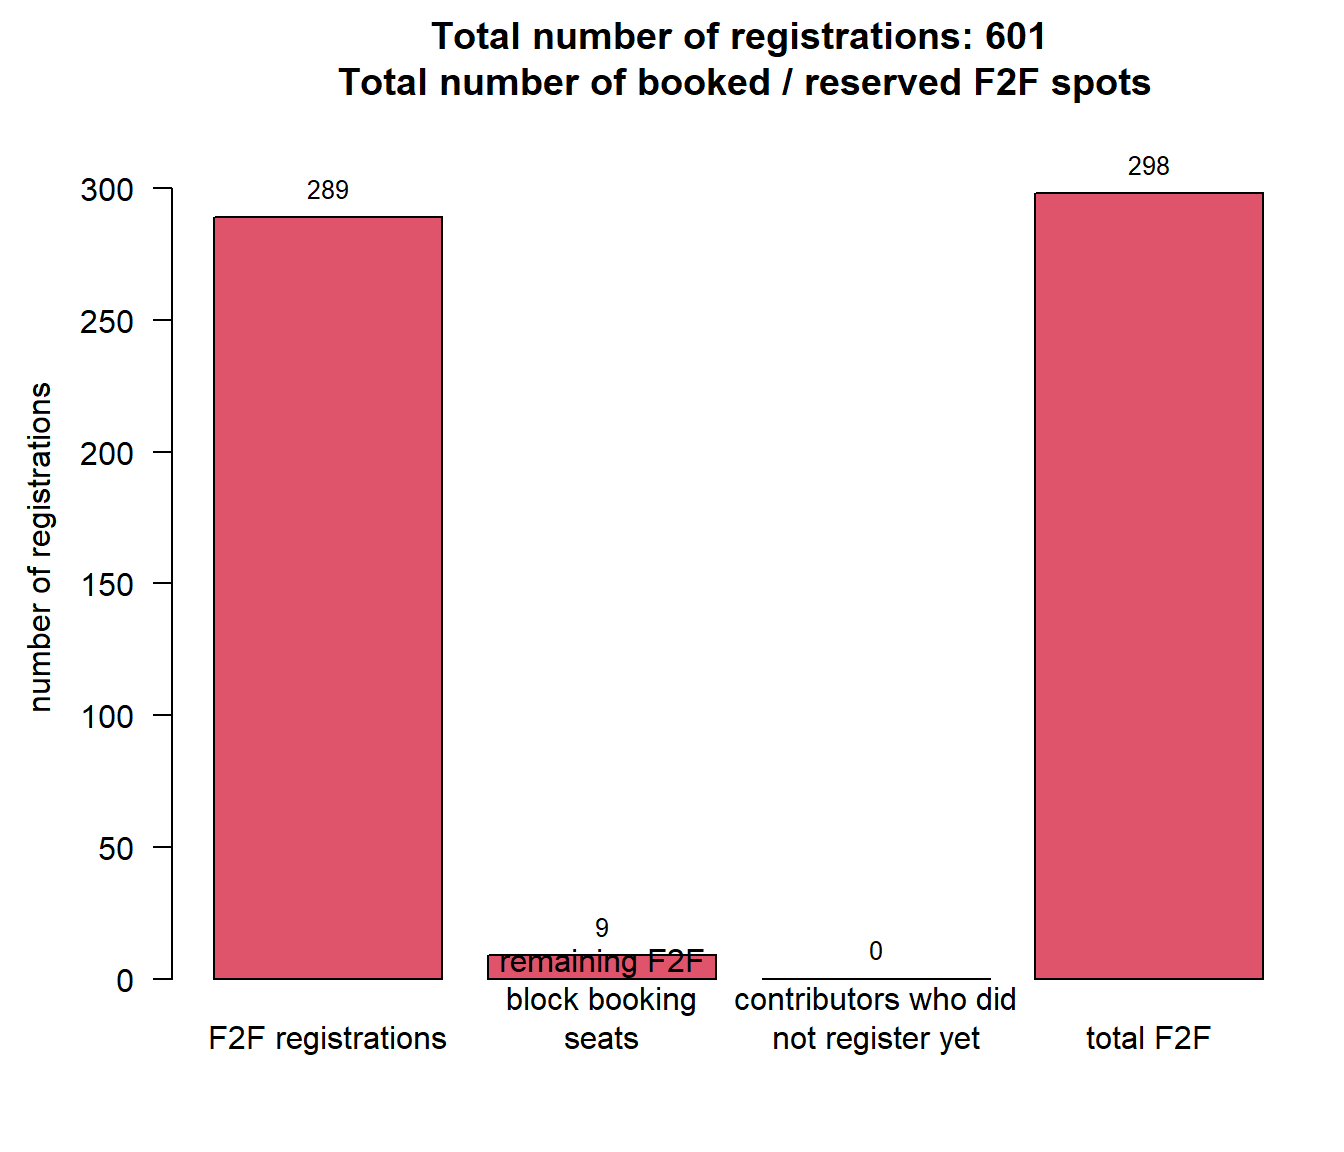 Total number of registrations: 601
Total number of booked / reserved F2F spots
number of registrations
300
250
200
150
100
50
0
289
9
0
298
F2F registrations
remaining F2F
block booking
seats
contributors who did
not register yet
total F2F